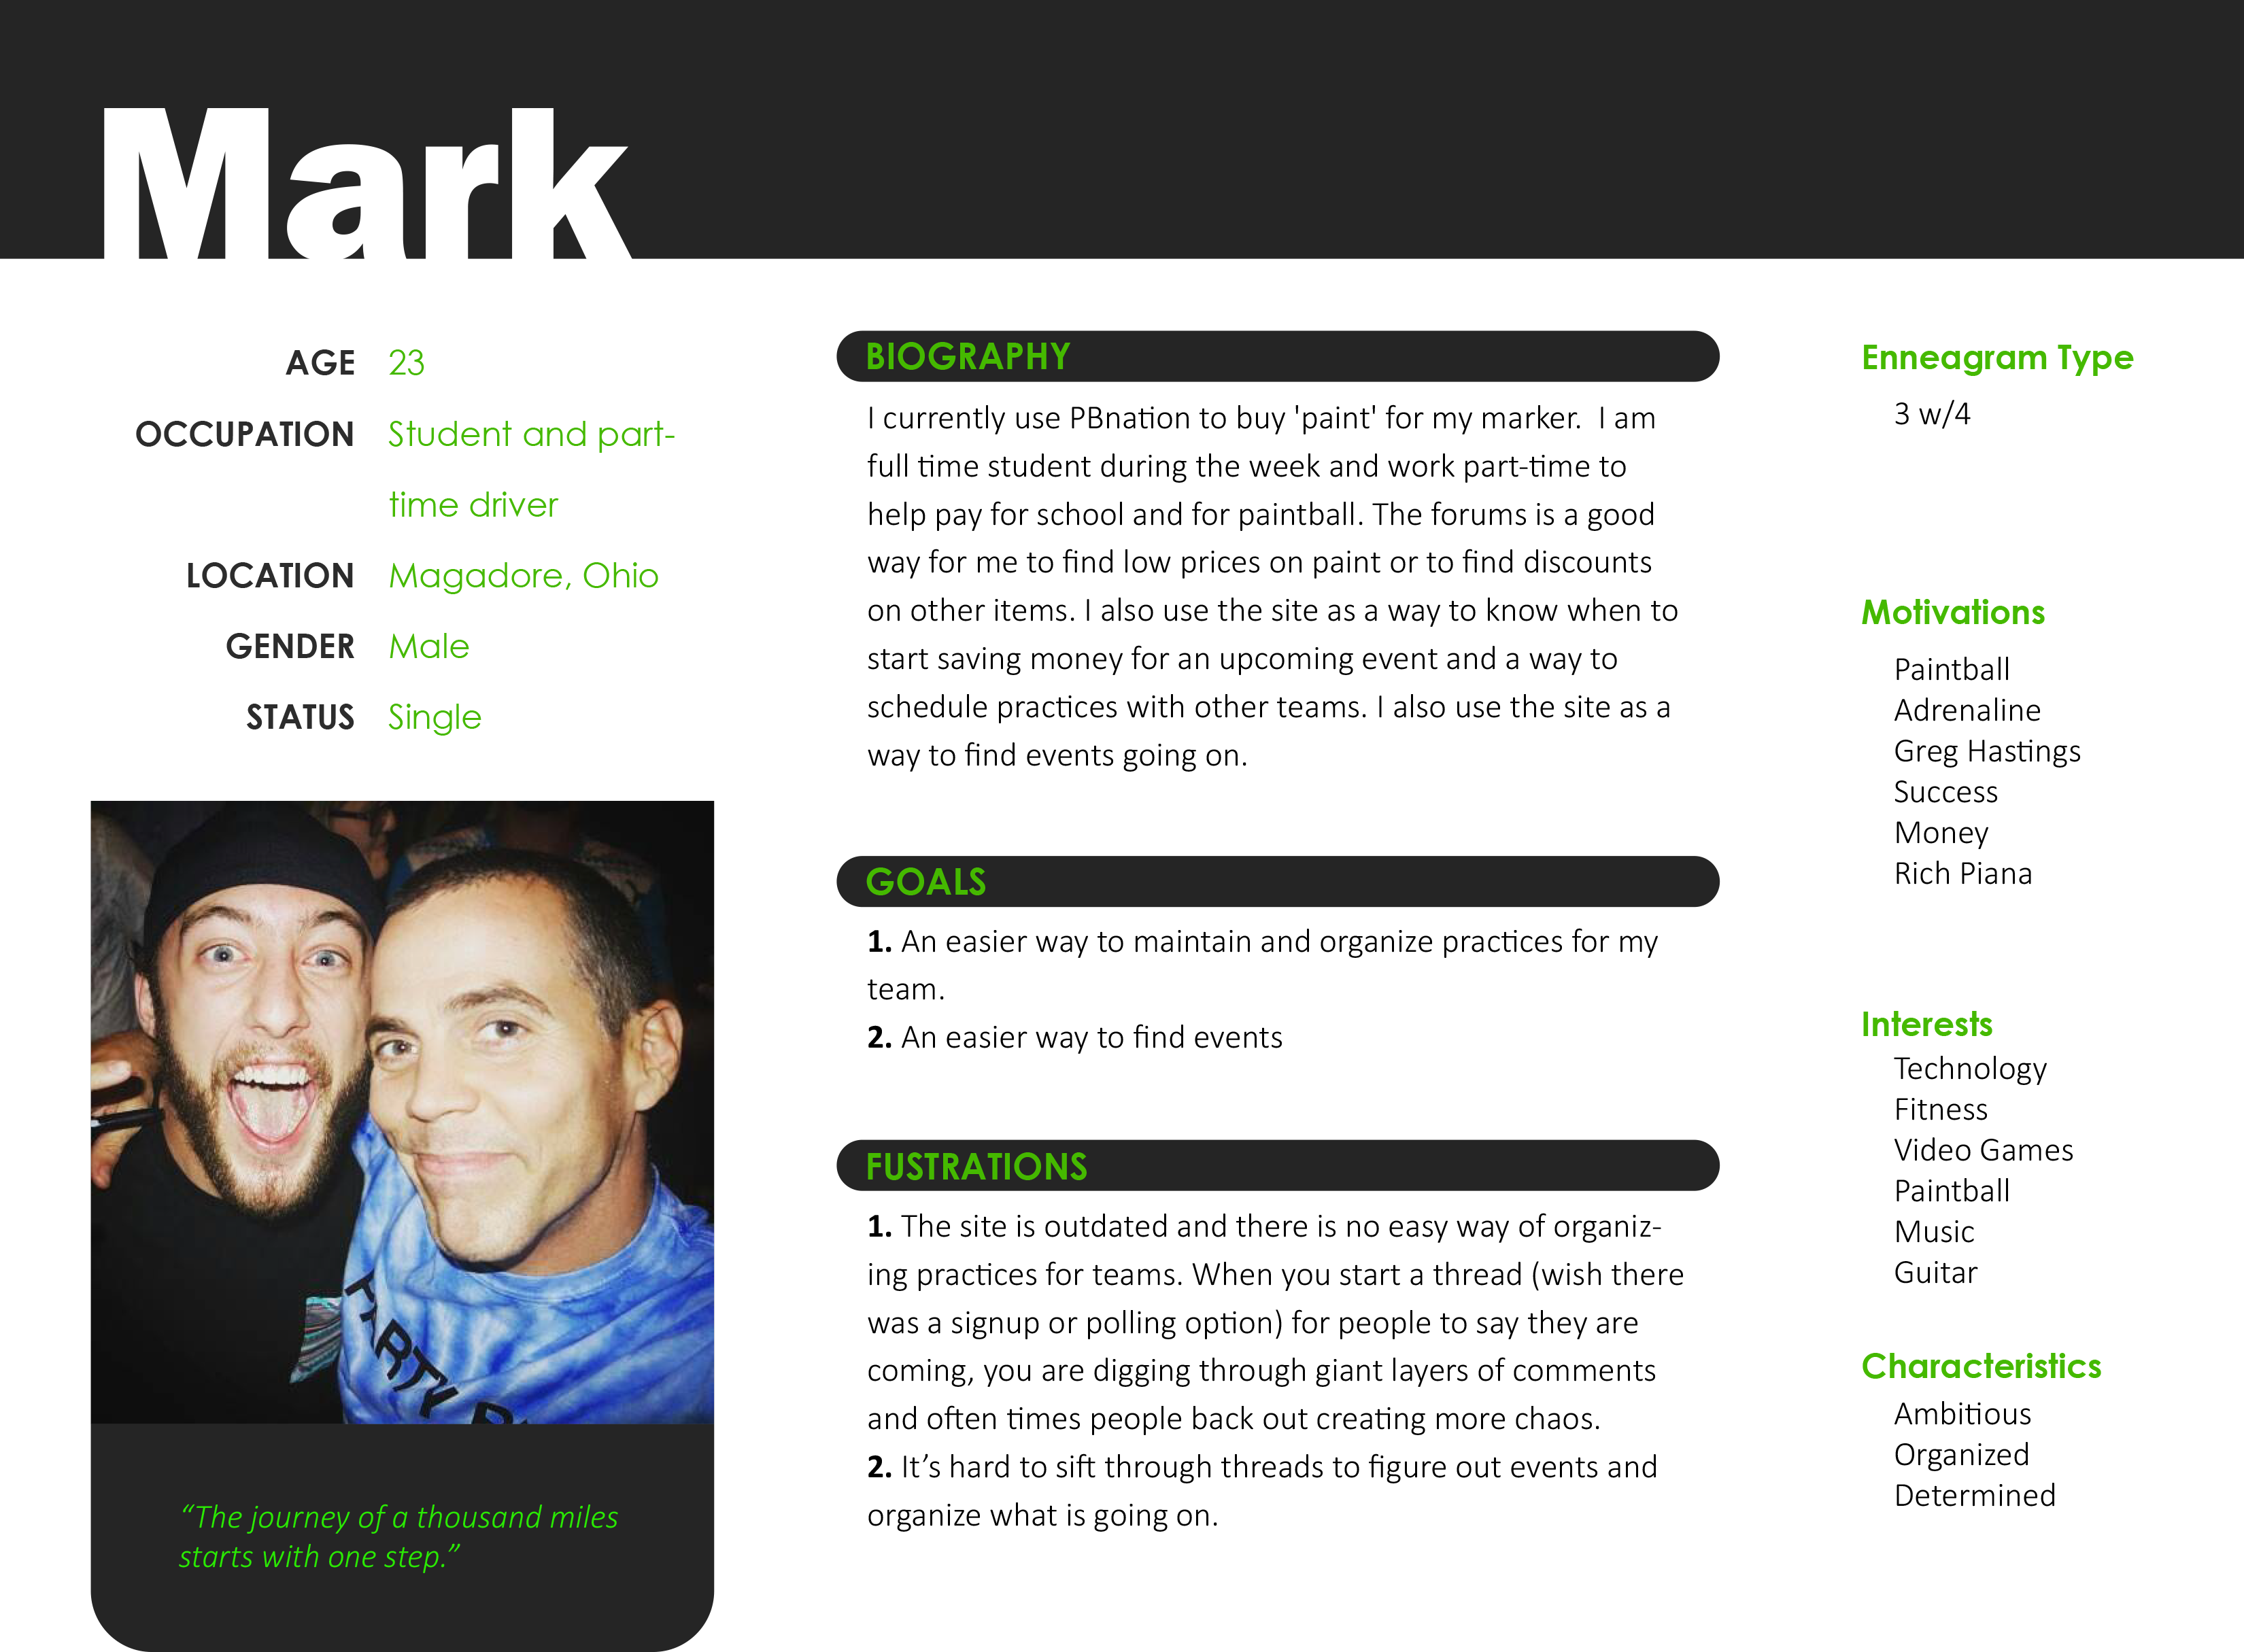 Mark
AGE 23
OCCUPATION Student and part-
time driver
LOCATION Magadore, Ohio
GENDER Male
STATUS Single
PARTY
“The journey of a thousand miles
starts with one step.”
BIOGRAPHY
I currently use PBnation to buy 'paint' for my marker.  I am
full time student during the week and work part-time to
help pay for school and for paintball. The forums is a good
way for me to find low prices on paint or to find discounts
on other items. I also use the site as a way to know when to
start saving money for an upcoming event and a way to
schedule practices with other teams. I also use the site as a
way to find events going on.
GOALS
1. An easier way to maintain and organize practices for my
team.
2. An easier way to find events
FUSTRATIONS
1. The site is outdated and there is no easy way of organiz-
ing practices for teams. When you start a thread (wish there
was a signup or polling option) for people to say they are
coming, you are digging through giant layers of comments
and often times people back out creating more chaos.
2. It’s hard to sift through threads to figure out events and
organize what is going on.
Enneagram Type
3 w/4
Motivations
Paintball
Adrenaline
Greg Hastings
Success
Money
Rich Piana
Interests
Technology
Fitness
Video Games
Paintball
Music
Guitar
Characteristics
Ambitious
Organized
Determined